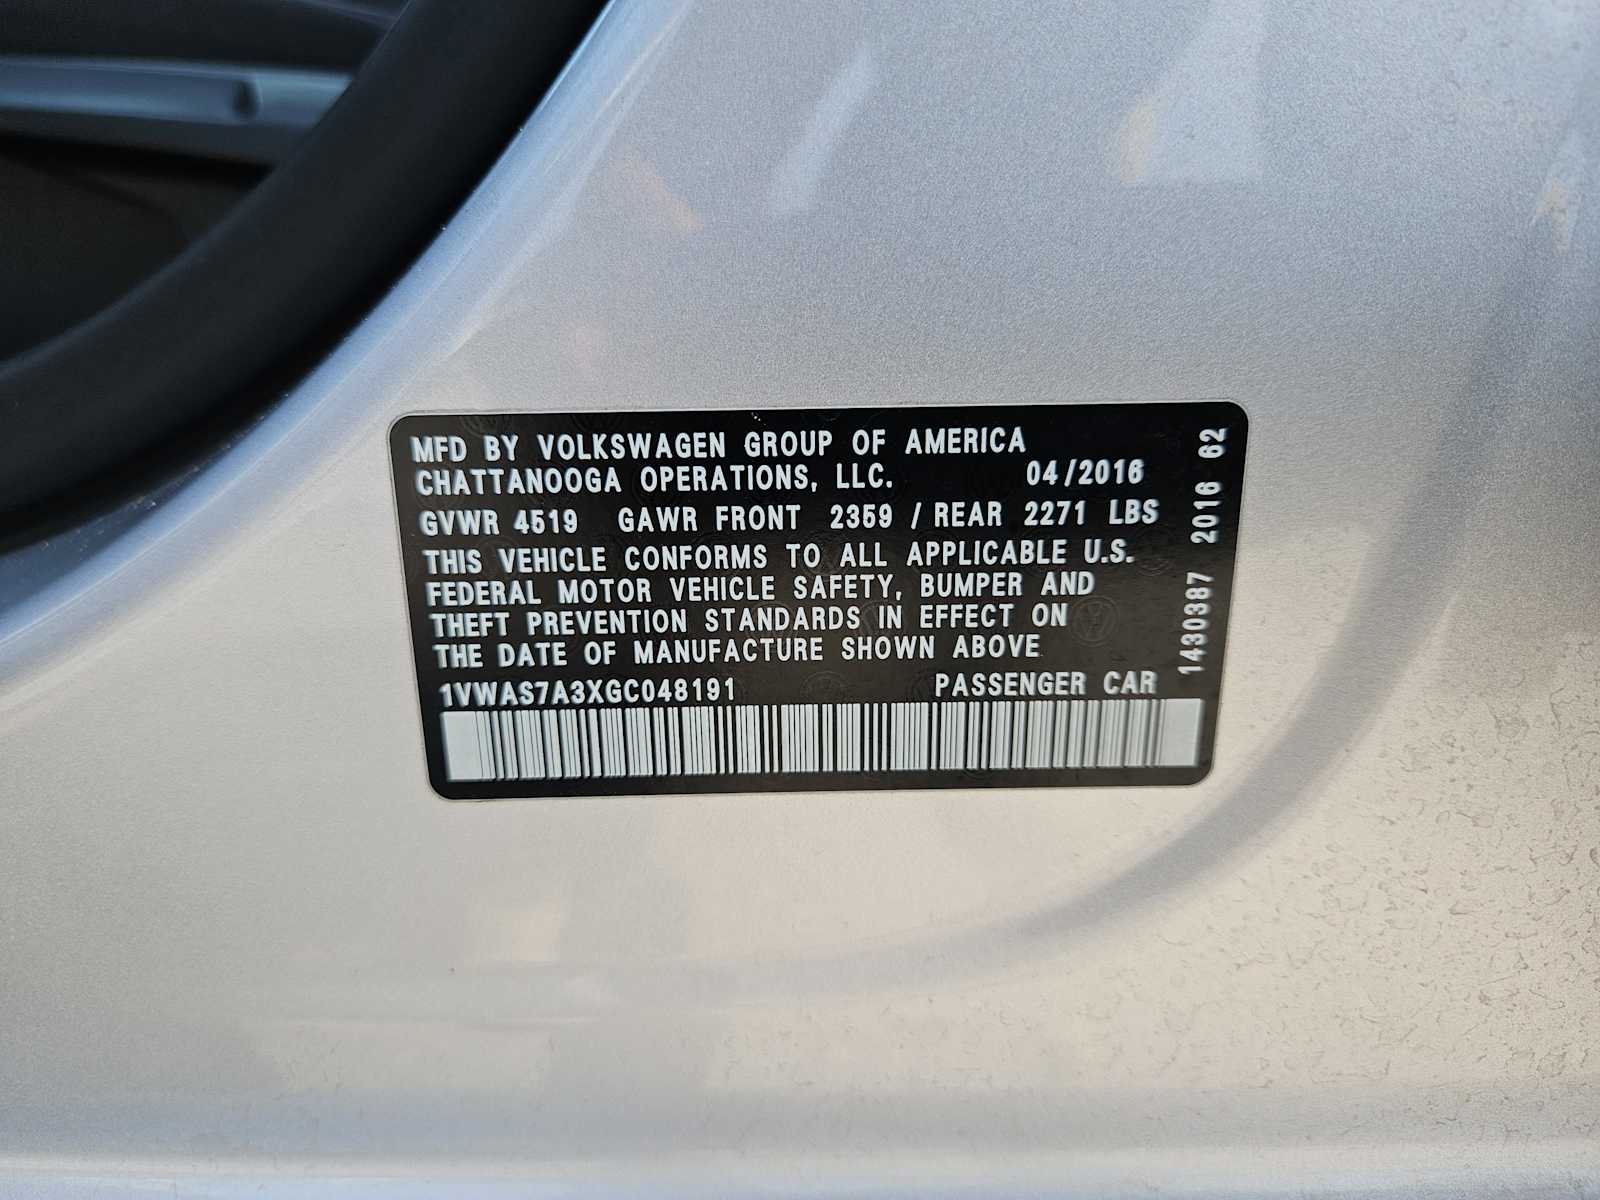 MFD BY VOLKSWAGEN GROUP OF AMERICA
CHATTANOOGA OPERATIONS, LLC. 04/2016
GVWR 4519 GAWR FRONT 2359 / REAR 2271 LBS
THIS VEHICLE CONFORMS TO ALL APPLICABLE U.S.
FEDERAL MOTOR VEHICLE SAFETY, BUMPER AND
THEFT PREVENTION STANDARDS IN EFFECT ON
THE DATE OF MANUFACTURE SHOWN ABOVE
1VWAS7A3XGC048191 PASSENGER CAR
1430387 2016 62